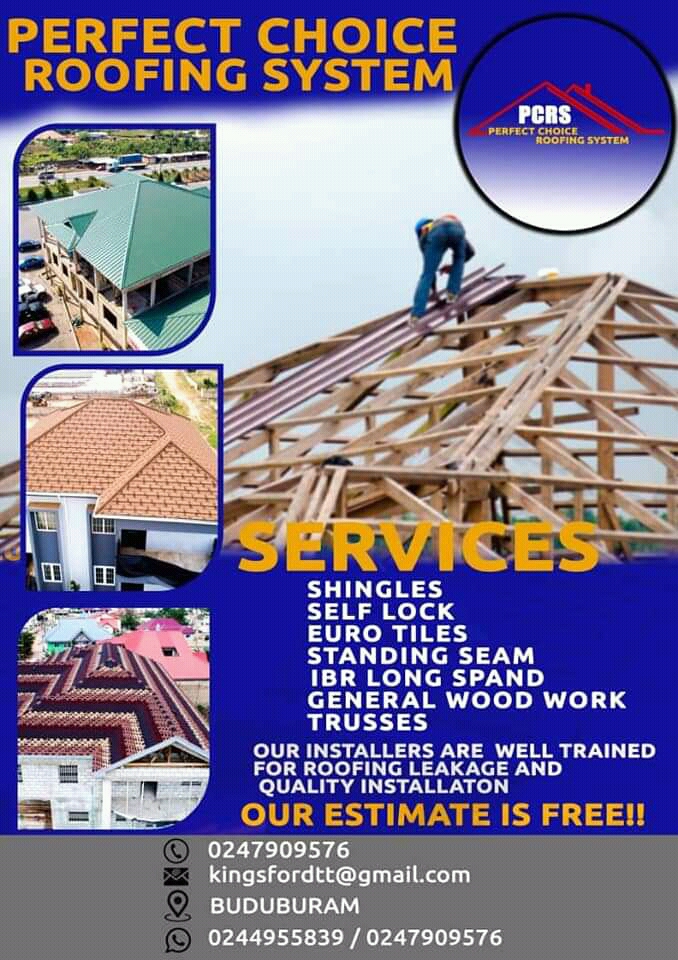 PERFECT CHOICE
ROOFING SYSTEM
PCRS
PERFECT CHOICE
ROOFING SYSTEM
SERVICES
SHINGLES
SELF LOCK
EURO TILES
STANDING SEAM
IBR LONG SPAND
GENERAL WOOD WORK
TRUSSES
OUR INSTALLERS ARE WELL TRAINED
FOR ROOFING LEAKAGE AND
QUALITY INSTALLATON
OUR ESTIMATE IS FREE!!
0247909576
kingsfordtt@gmail.com
BUDUBURAM
0244955839 / 0247909576